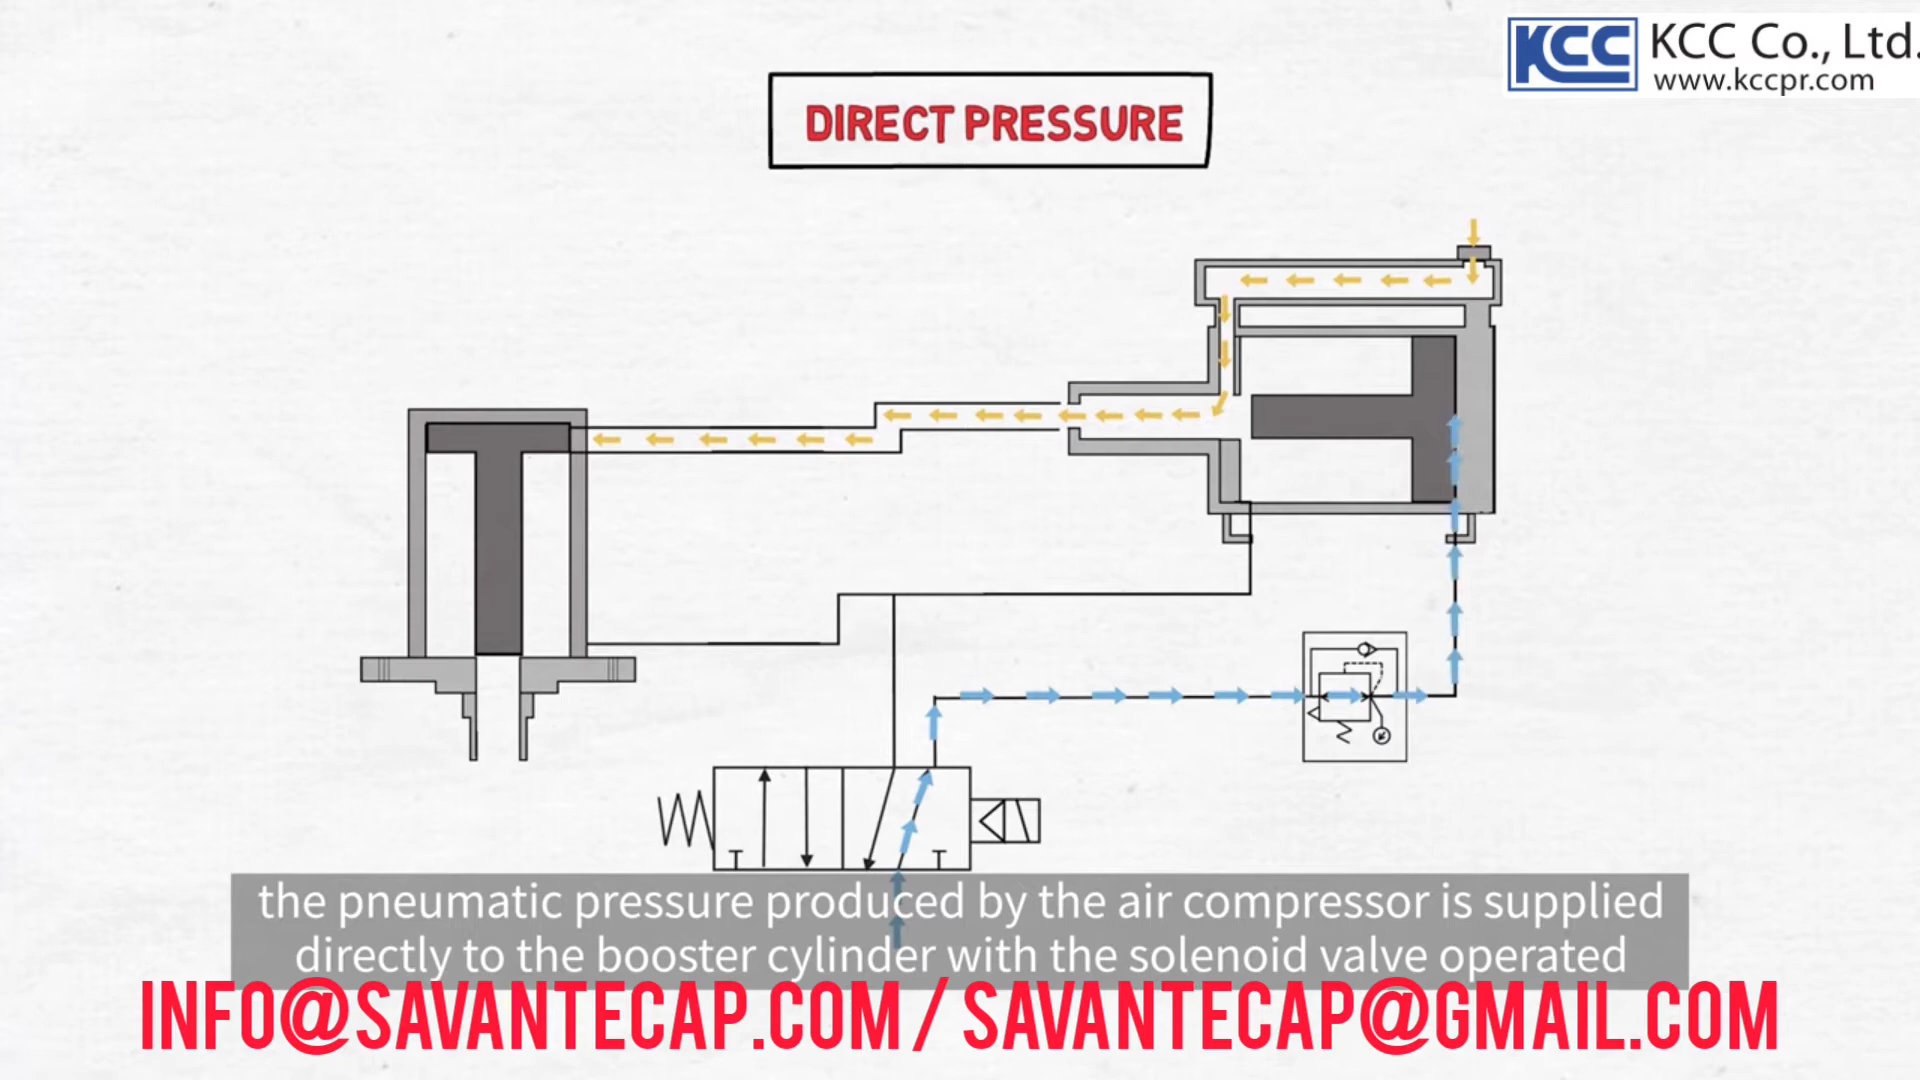 KCC KCC Co., Ltd.
www.kccpr.com
DIRECT PRESSURE
the pneumatic pressure produced by the air compressor is supplied
directly to the booster cylinder with the solenoid valve operated
INFO@SAVANTECAP.COM / SAVANTECAP@GMAIL.COM